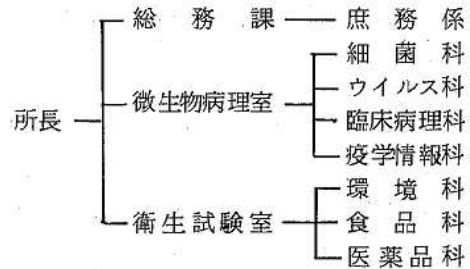 総務課
庶務係
細菌科
微生物病理室
ウイルス科
所長
臨床病理科
疫学情報科
環境科
衛生試験室
食品科
医薬品科